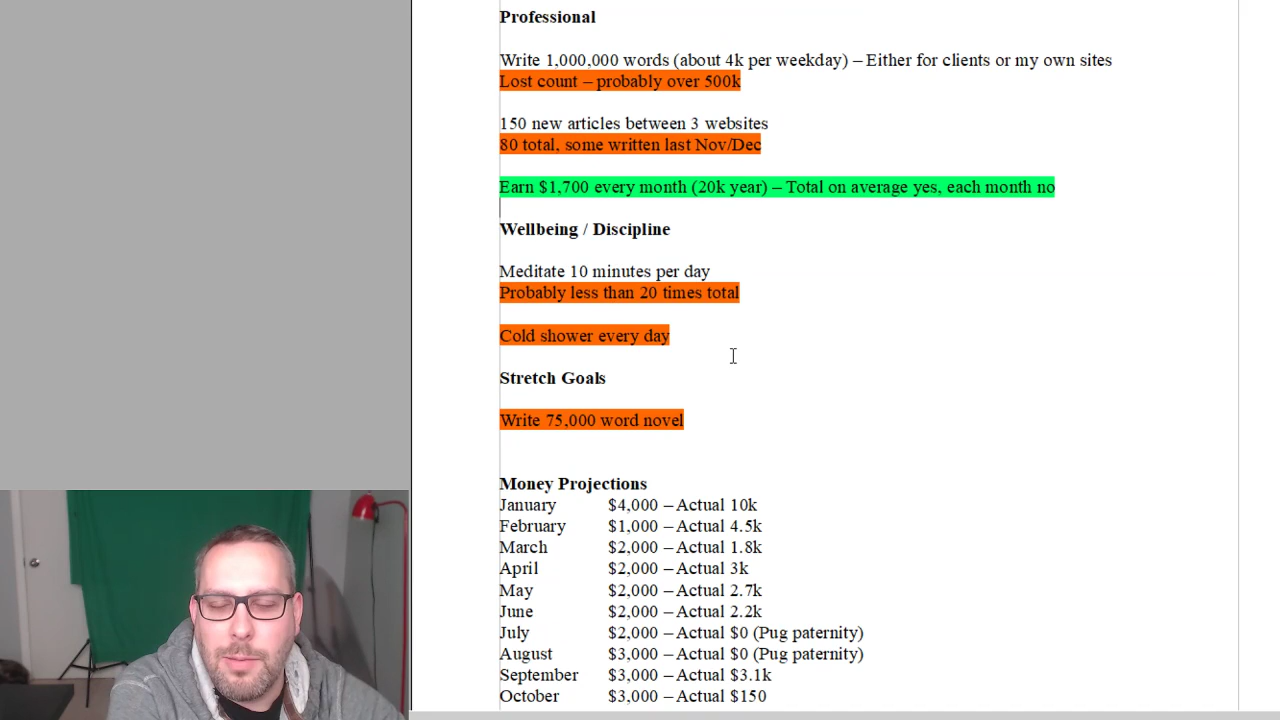 Professional
Write 1,000,000 words (about 4k per weekday) – Either for clients or my own sites
Lost count – probably over 500k
150 new articles between 3 websites
80 total, some written last Nov/Dec
Earn $1,700 every month (20k year) – Total on average yes, each month no
Wellbeing / Discipline
Meditate 10 minutes per day
Probably less than 20 times total
Cold shower every day
Stretch Goals
Write 75,000 word novel
Money Projections
January $4,000 – Actual 10k
February $1,000 – Actual 4.5k
March $2,000 – Actual 1.8k
April $2,000 – Actual 3k
May $2,000 – Actual 2.7k
June $2,000 – Actual 2.2k
July $2,000 – Actual $0 (Pug paternity)
August $3,000 – Actual $0 (Pug paternity)
September $3,000 – Actual $3.1k
October $3,000 – Actual $150